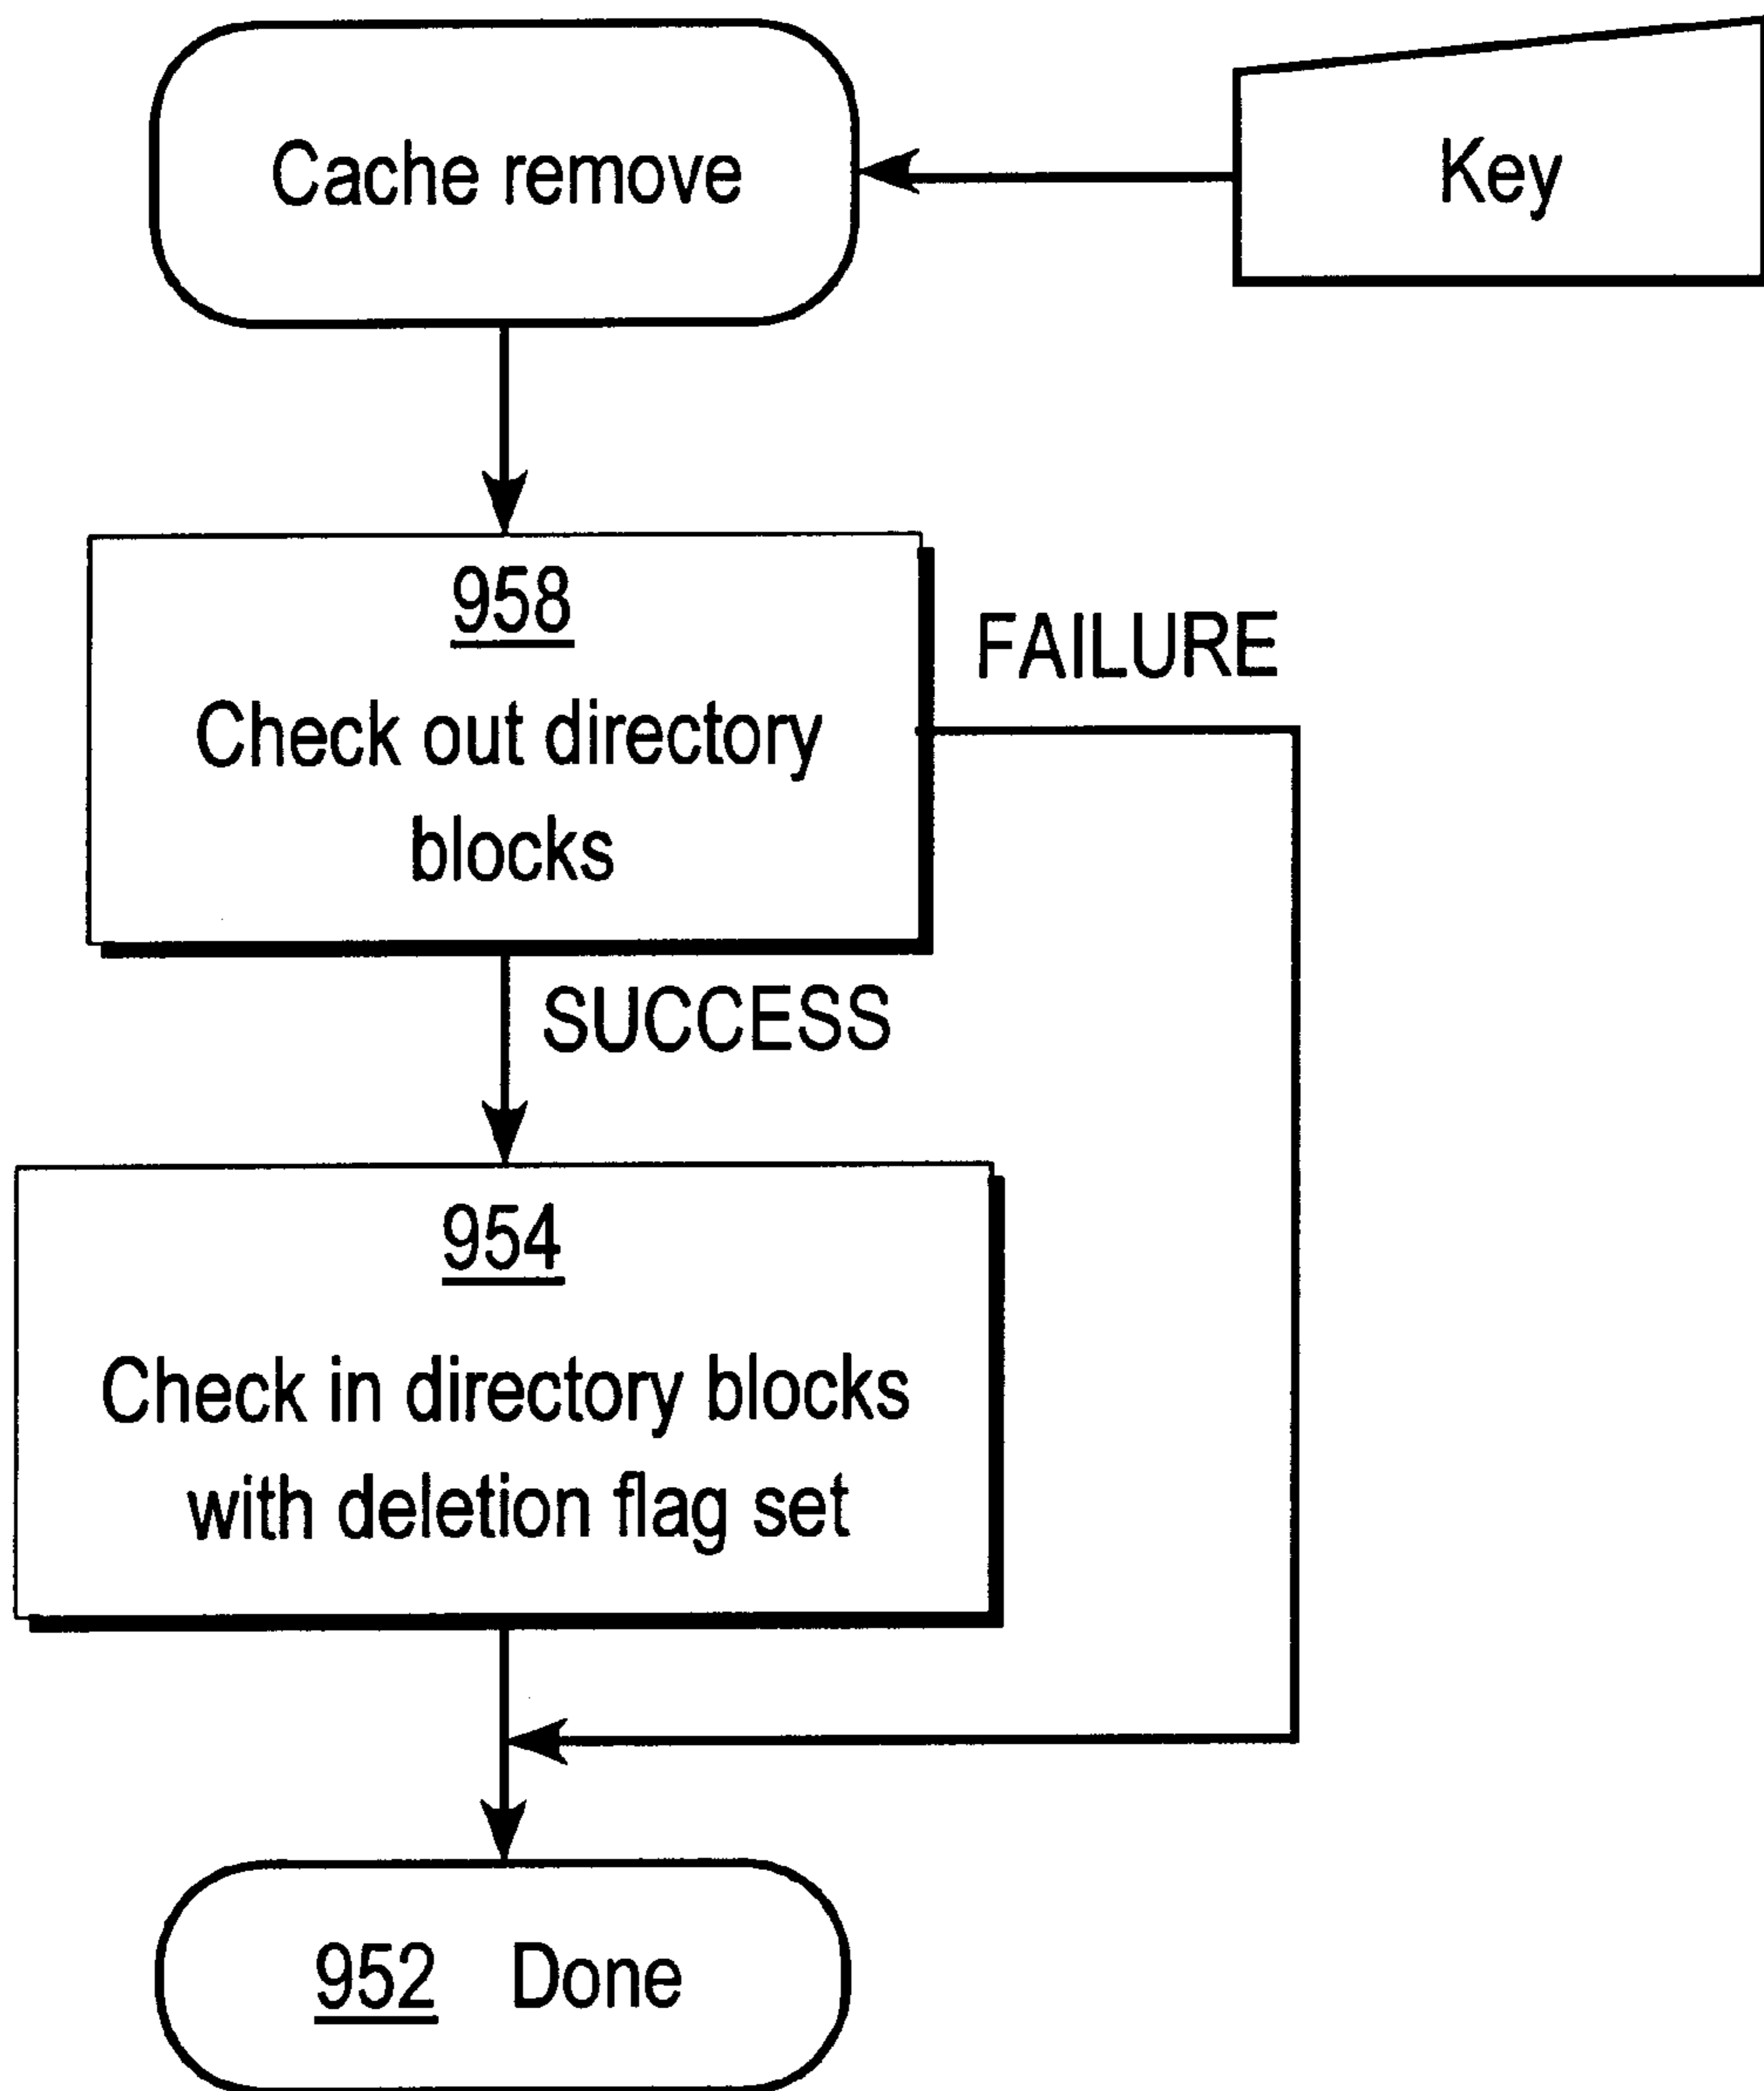 Cache remove
Key
958
Check out directory
blocks
FAILURE
SUCCESS
954
Check in directory blocks
with deletion flag set
952 Done